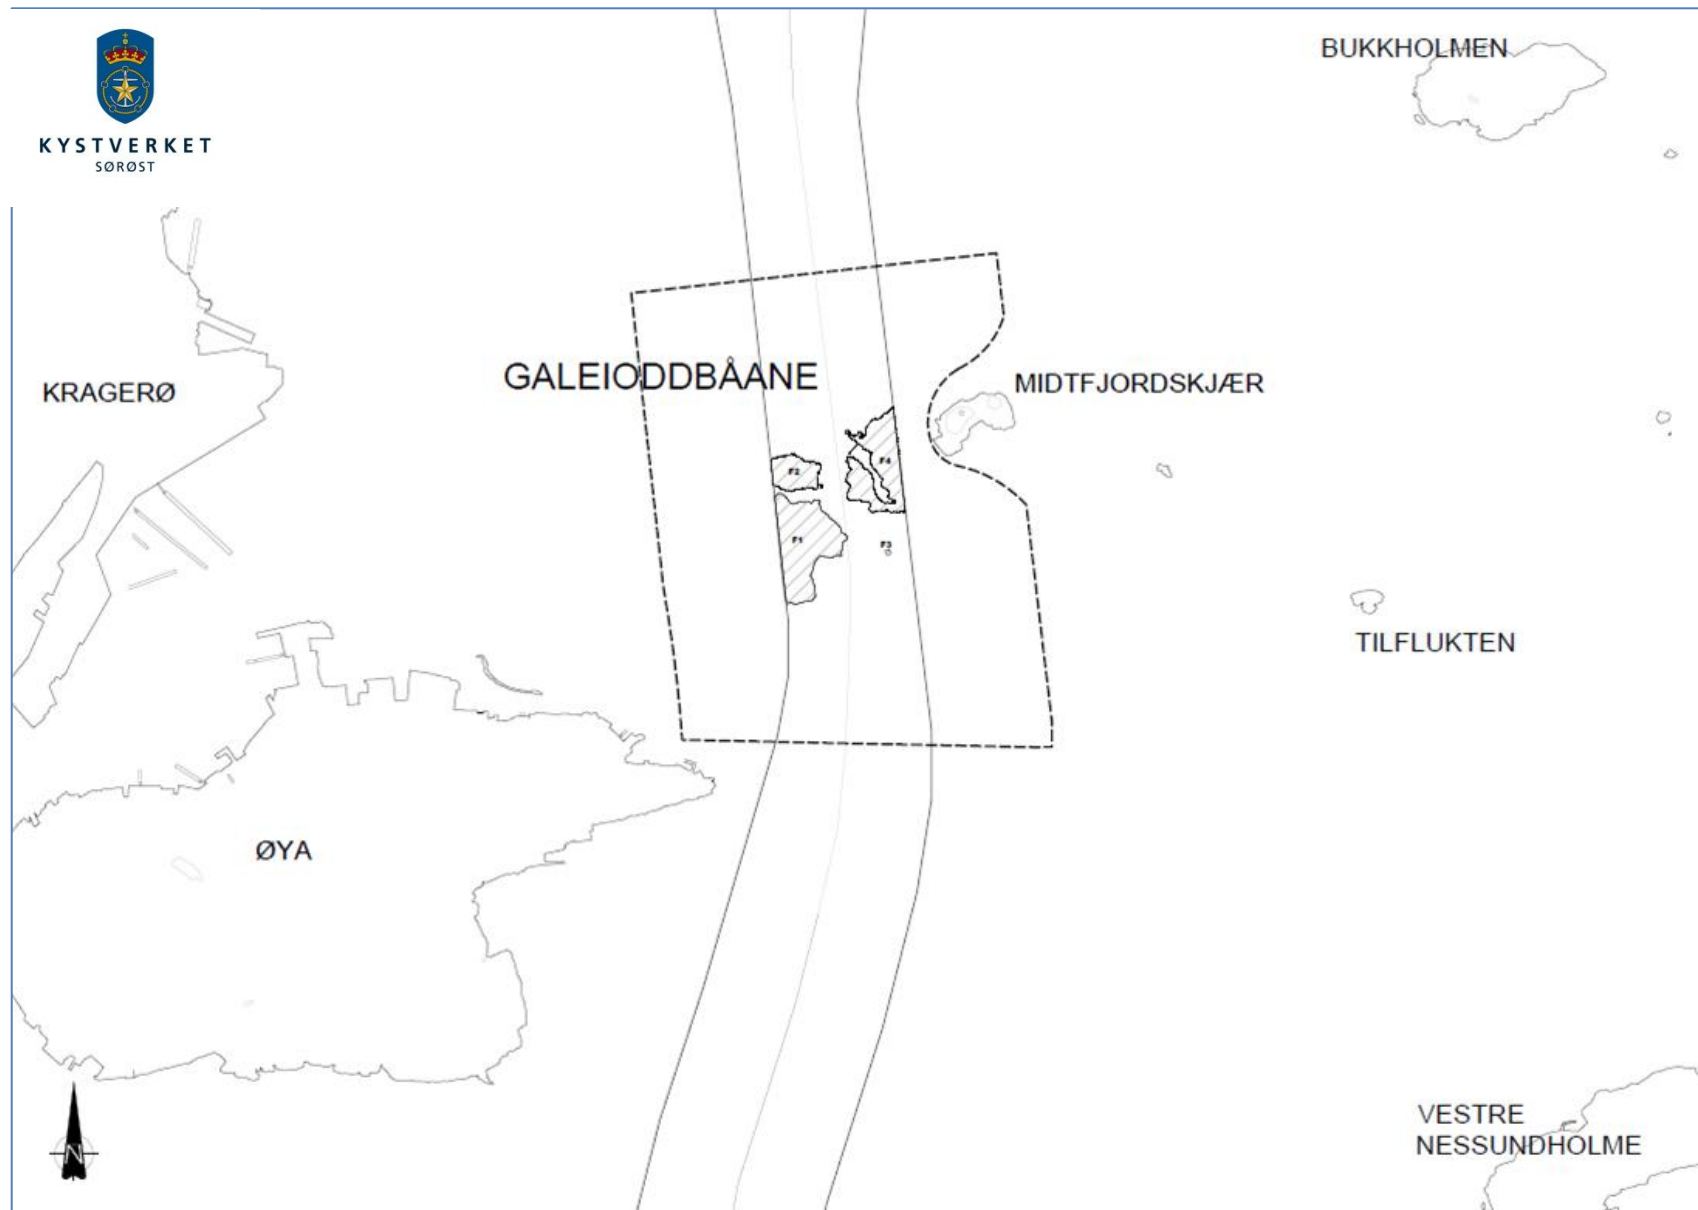 BUKKHOLMEN
KYSTVERKET
SØRØST
GALEIODDBÅANE
MIDTFJORDSKJÆR
KRAGERØ
F2
F4
F1
F3
TILFLUKTEN
ØYA
VESTRE
NESSUNDHOLME
N